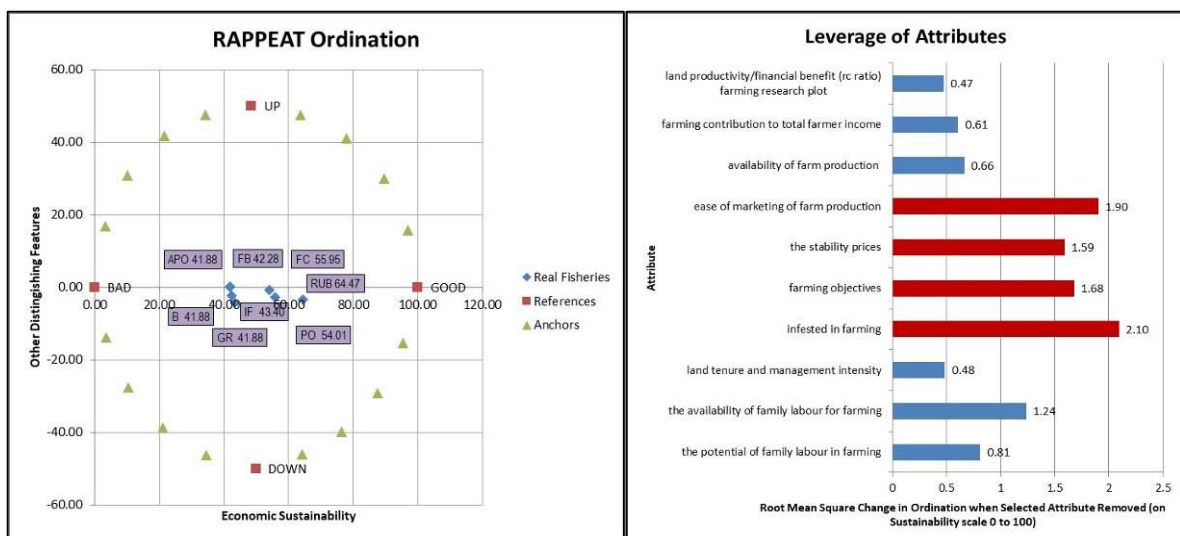 RAPPEAT Ordination
60.00
40.00
20.00
0.00
-20.00
-40.00
-60.00
Other Distingishing Features
UP
APO 41.88
FB 42.28
FC 55.95
RUB 64.47
BAD
GOOD
0.00 20.00 40.00 60.00 80.00 100.00 120.00
B 41.88
IF 43.40
GR 41.88
PO 54.01
DOWN
Economic Sustainability
Real Fisheries
References
Anchors
Leverage of Attributes
Attribute
land productivity/financial benefit (rc ratio)
farming research plot
0.47
farming contribution to total farmer income
0.61
availability of farm production
0.66
ease of marketing of farm production
1.90
the stability prices
1.59
farming objectives
1.68
infested in farming
2.10
land tenure and management intensity
0.48
the availability of family labour for farming
1.24
the potential of family labour in farming
0.81
0 0.5 1 1.5 2 2.5
Root Mean Square Change in Ordination when Selected Attribute Removed (on
Sustainability scale 0 to 100)